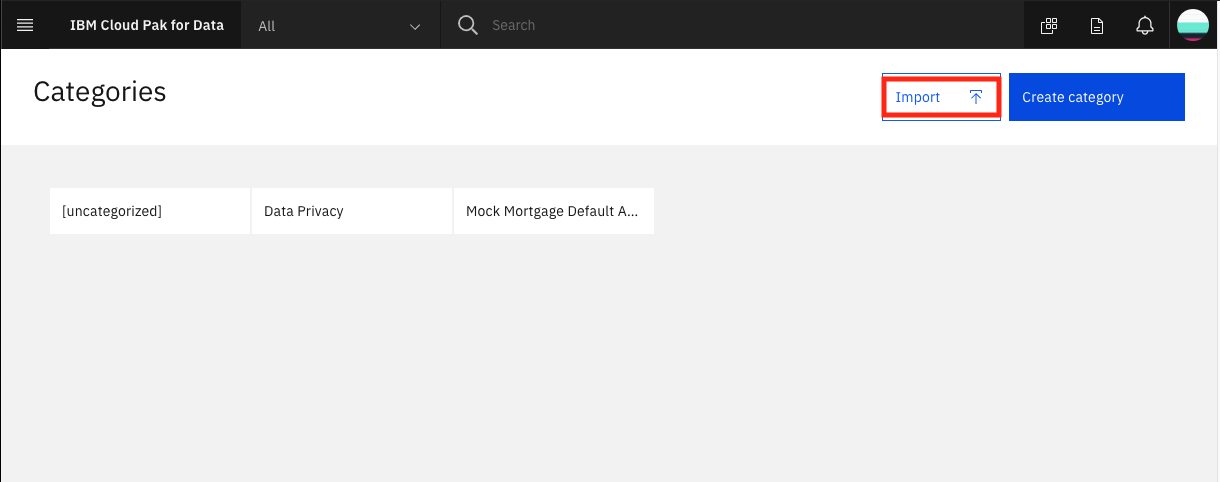 IBM Cloud Pak for Data
All
Search
Categories
Import
Create category
[uncategorized]
Data Privacy
Mock Mortgage Default A...